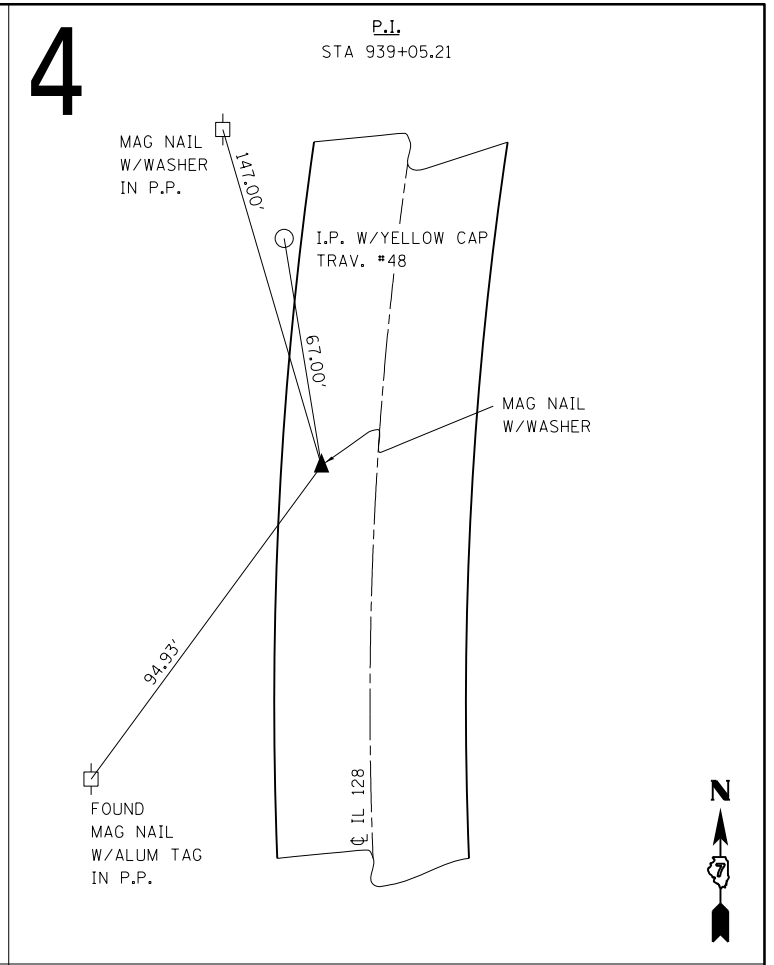 4
P.I.
STA 939+05.21
MAG NAIL
W/WASHER
IN P.P.
147.00'
I.P. W/YELLOW CAP
TRAV. #48
67.00'
MAG NAIL
W/WASHER
94.93'
FOUND
MAG NAIL
W/ALUM TAG
IN P.P.
℄ IL 128
N
7